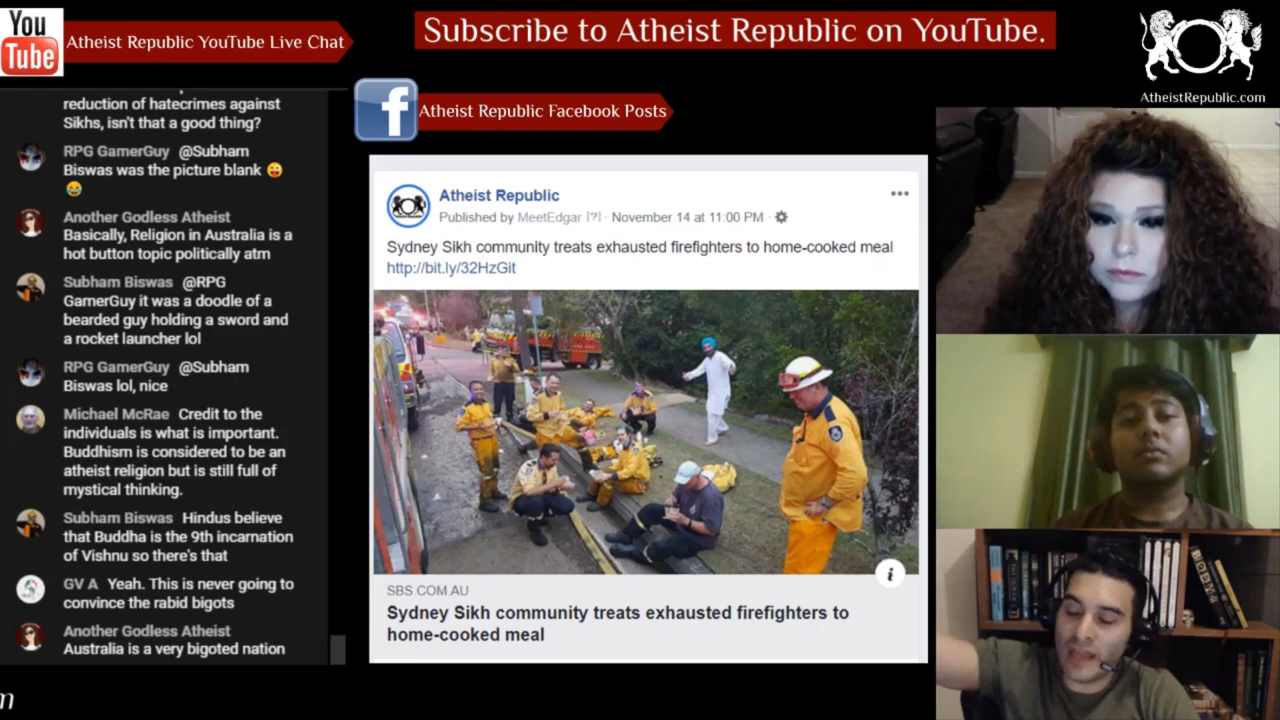 You
Tube
Atheist Republic YouTube Live Chat
Subscribe to Atheist Republic on YouTube.
AtheistRepublic.com
Atheist Republic Facebook Posts
reduction of hatecrimes against
Sikhs, isn't that a good thing?
RPG GamerGuy @Subham
Biswas was the picture blank 😜
😂
Another Godless Atheist
Basically, Religion in Australia is a
hot button topic politically atm
Subham Biswas @RPG
GamerGuy it was a doodle of a
bearded guy holding a sword and
a rocket launcher lol
RPG GamerGuy @Subham
Biswas lol, nice
Michael McRae Credit to the
individuals is what is important.
Buddhism is considered to be an
atheist religion but is still full of
mystical thinking.
Subham Biswas Hindus believe
that Buddha is the 9th incarnation
of Vishnu so there's that
GV A Yeah. This is never going to
convince the rabid bigots
Another Godless Atheist
Australia is a very bigoted nation
Atheist Republic
Published by MeetEdgar [?] · November 14 at 11:00 PM ·
Sydney Sikh community treats exhausted firefighters to home-cooked meal
http://bit.ly/32HzGit
SBS.COM.AU
Sydney Sikh community treats exhausted firefighters to
home-cooked meal